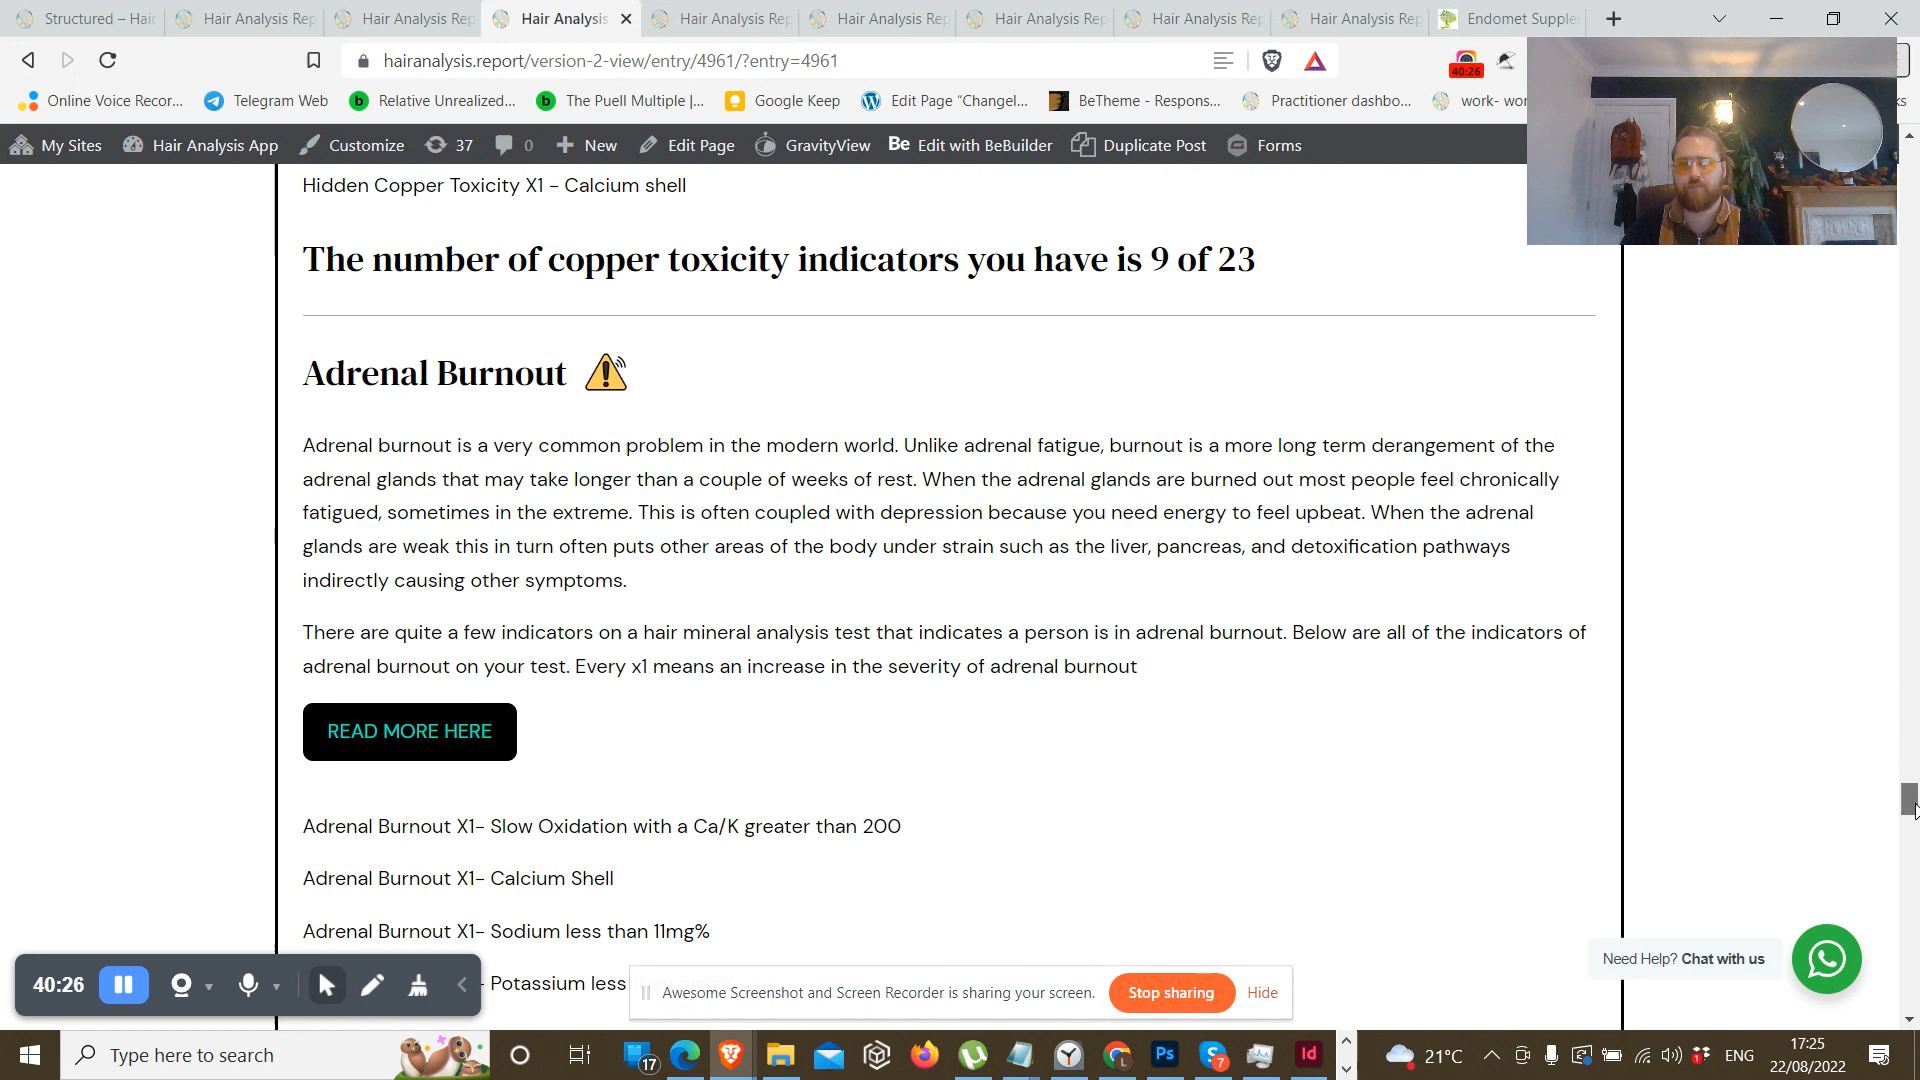 Structured – Hair
Hair Analysis Rep
Hair Analysis Rep
Hair Analysis
Hair Analysis Rep
Hair Analysis Rep
Hair Analysis Rep
Hair Analysis Rep
Hair Analysis Rep
Endomet Supple
hairanalysis.report/version-2-view/entry/4961/?entry=4961
40:26
Online Voice Recor...
Telegram Web
Relative Unrealized...
The Puell Multiple |...
Google Keep
Edit Page “Changel...
BeTheme - Respons...
Practitioner dashbo...
work- wor
My Sites
Hair Analysis App
Customize
37
0
New
Edit Page
GravityView
Be Edit with BeBuilder
Duplicate Post
Forms
Hidden Copper Toxicity X1 - Calcium shell
The number of copper toxicity indicators you have is 9 of 23
Adrenal Burnout
Adrenal burnout is a very common problem in the modern world. Unlike adrenal fatigue, burnout is a more long term derangement of the
adrenal glands that may take longer than a couple of weeks of rest. When the adrenal glands are burned out most people feel chronically
fatigued, sometimes in the extreme. This is often coupled with depression because you need energy to feel upbeat. When the adrenal
glands are weak this in turn often puts other areas of the body under strain such as the liver, pancreas, and detoxification pathways
indirectly causing other symptoms.
There are quite a few indicators on a hair mineral analysis test that indicates a person is in adrenal burnout. Below are all of the indicators of
adrenal burnout on your test. Every x1 means an increase in the severity of adrenal burnout
READ MORE HERE
Adrenal Burnout X1- Slow Oxidation with a Ca/K greater than 200
Adrenal Burnout X1- Calcium Shell
Adrenal Burnout X1- Sodium less than 11mg%
- Potassium less
40:26
Awesome Screenshot and Screen Recorder is sharing your screen.
Stop sharing
Hide
Need Help? Chat with us
Type here to search
17
Ps
7
Id
21°C
1
ENG
17:25
22/08/2022